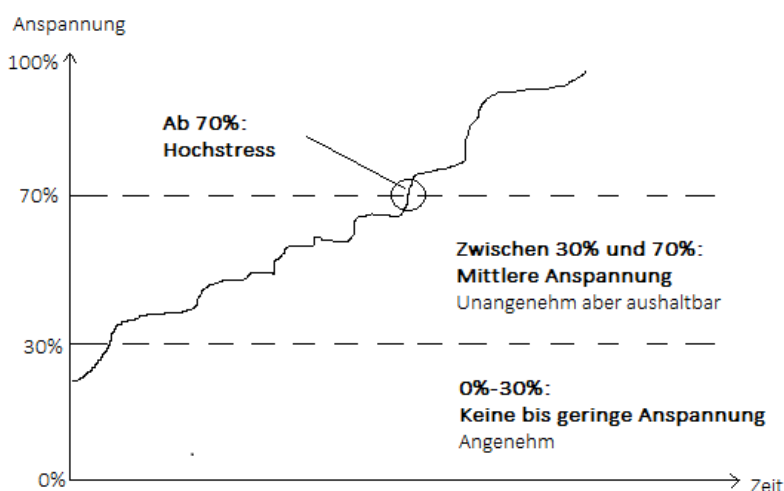 Anspannung
100%
Ab 70%:
Hochstress
70%
Zwischen 30% und 70%:
Mittlere Anspannung
Unangenehm aber aushaltbar
30%
0%-30%:
Keine bis geringe Anspannung
Angenehm
0%
Zeit